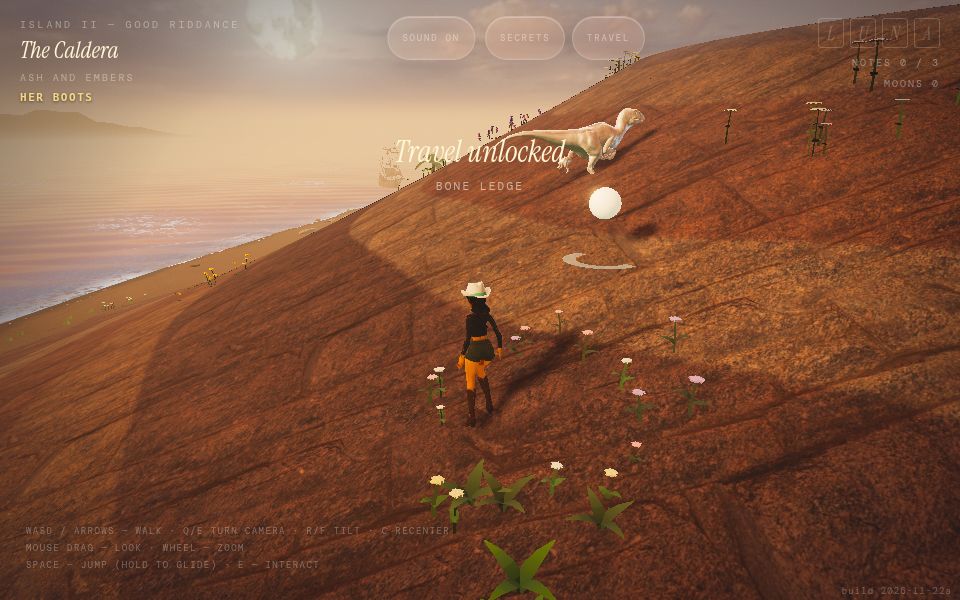 ISLAND II — GOOD RIDDANCE
The Caldera
ASH AND EMBERS
HER BOOTS
SOUND ON
SECRETS
TRAVEL
L U N A
NOTES 0 / 3
MOONS 0
Travel unlocked
BONE LEDGE
WASD / ARROWS — WALK · Q/E TURN CAMERA · R/F TILT · C RECENTER
MOUSE DRAG — LOOK · WHEEL — ZOOM
SPACE — JUMP (HOLD TO GLIDE) · E — INTERACT
build 2026-11-22a